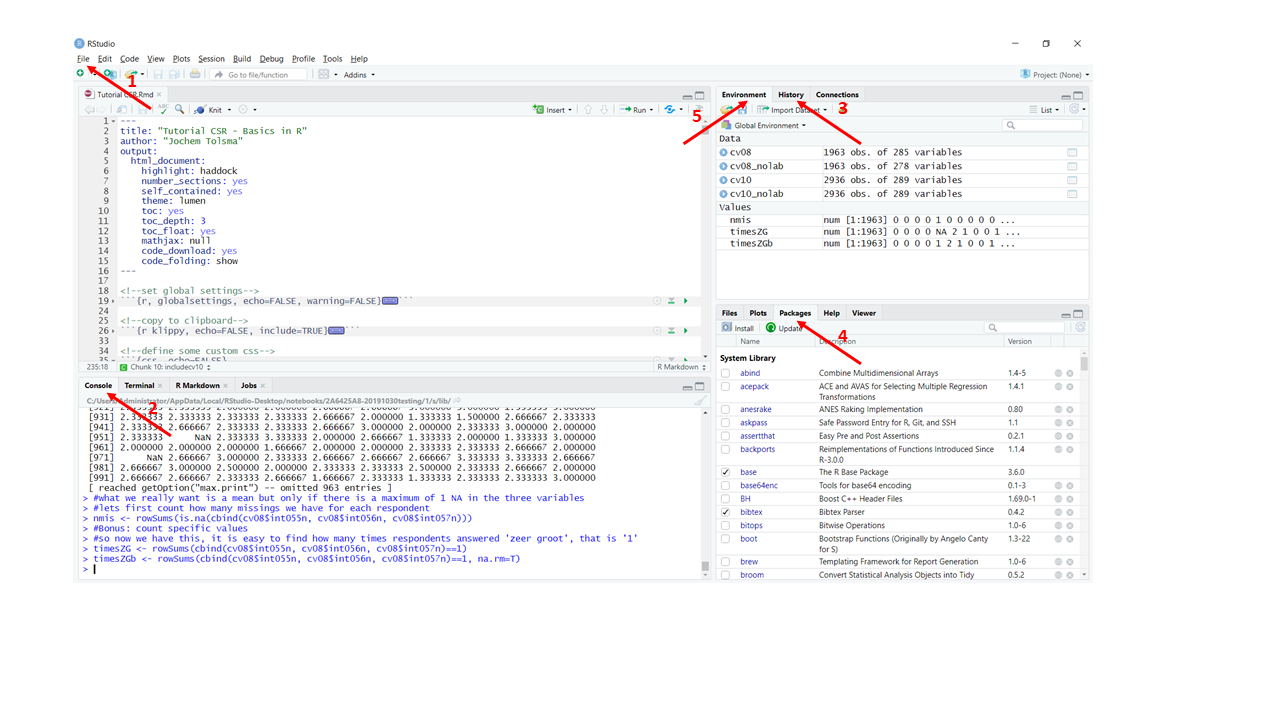 RStudio
File Edit Code View Plots Session Build Debug Profile Tools Help
Go to file/function Addins Project: (None)
1
Tutorial CSR.Rmd
ABC Knit Insert Run
1 ---
2 title: "Tutorial CSR - Basics in R"
3 author: "Jochem Tolsma"
4 output:
5 html_document:
6 highlight: haddock
7 number_sections: yes
8 self_contained: yes
9 theme: lumen
10 toc: yes
11 toc_depth: 3
12 toc_float: yes
13 mathjax: null
14 code_download: yes
15 code_folding: show
16 ---
17
18 <!--set global settings-->
19 ```{r, globalsettings, echo=FALSE, warning=FALSE}```
24
25 <!--copy to clipboard-->
26 ```{r klippy, echo=FALSE, include=TRUE}```
33
34 <!--define some custom css-->
35 ```{css, echo=FALSE}
235:18 Chunk 10: includecv10 R Markdown
Console Terminal R Markdown Jobs
2
[931] 2.333333 2.333333 2.333333 2.333333 2.666667 2.000000 1.333333 1.500000 2.666667 2.333333
[941] 2.333333 2.666667 2.666667 2.000000 2.666667 3.000000 2.000000 2.333333 3.000000 2.000000
[951] 2.333333 NaN 2.333333 3.333333 2.000000 2.666667 1.333333 2.000000 1.333333 3.000000
[961] 2.000000 2.000000 2.000000 1.666667 2.000000 2.333333 3.000000 2.333333 2.666667 2.000000
[971] NaN 2.666667 3.000000 2.333333 2.666667 2.333333 3.333333 3.333333 2.333333 2.666667
[981] 2.666667 3.000000 2.500000 2.000000 2.333333 2.333333 2.500000 2.333333 2.666667 2.000000
[991] 2.666667 2.666667 2.333333 2.666667 1.666667 2.333333 1.333333 3.000000 2.333333 3.000000
[ reached getOption("max.print") -- omitted 963 entries ]
> #what we really want is a mean but only if there is a maximum of 1 NA in the three variables
> #lets first count how many missings we have for each respondent
> nmis <- rowSums(is.na(cbind(cv08$int055n, cv08$int056n, cv08$int057n)))
> #Bonus: count specific values
> #so now we have this, it is easy to find how many times respondents answered 'zeer groot', that is '1'
> timesZG <- rowSums(cbind(cv08$int055n, cv08$int056n, cv08$int057n)==1)
> timesZGb <- rowSums(cbind(cv08$int055n, cv08$int056n, cv08$int057n)==1, na.rm=T)
>
Environment History Connections
5
3
Import Dataset List
Global Environment
Data
cv08 1963 obs. of 285 variables
cv08_nolab 1963 obs. of 278 variables
cv10 2936 obs. of 289 variables
cv10_nolab 2936 obs. of 289 variables
Values
nmis num [1:1963] 0 0 0 0 1 0 0 0 0 0 ...
timesZG num [1:1963] 0 0 0 0 NA 2 1 0 0 1 ...
timesZGb num [1:1963] 0 0 0 0 1 2 1 0 0 1 ...
Files Plots Packages Help Viewer
Install Update
4
Name Description Version
System Library
abind Combine Multidimensional Arrays 1.4-5
acepack ACE and AVAS for Selecting Multiple Regression 1.4.1
Transformations
anesrake ANES Raking Implementation 0.80
askpass Safe Password Entry for R, Git, and SSH 1.1
assertthat Easy Pre and Post Assertions 0.2.1
backports Reimplementations of Functions Introduced Since 1.1.4
R-3.0.0
base The R Base Package 3.6.0
base64enc Tools for base64 encoding 0.1-3
BH Boost C++ Header Files 1.69.0-1
bibtex Bibtex Parser 0.4.2
bitops Bitwise Operations 1.0-6
boot Bootstrap Functions (Originally by Angelo Canty 1.3-22
for S)
brew Templating Framework for Report Generation 1.0-6
broom Convert Statistical Analysis Objects into Tidy 0.5.2